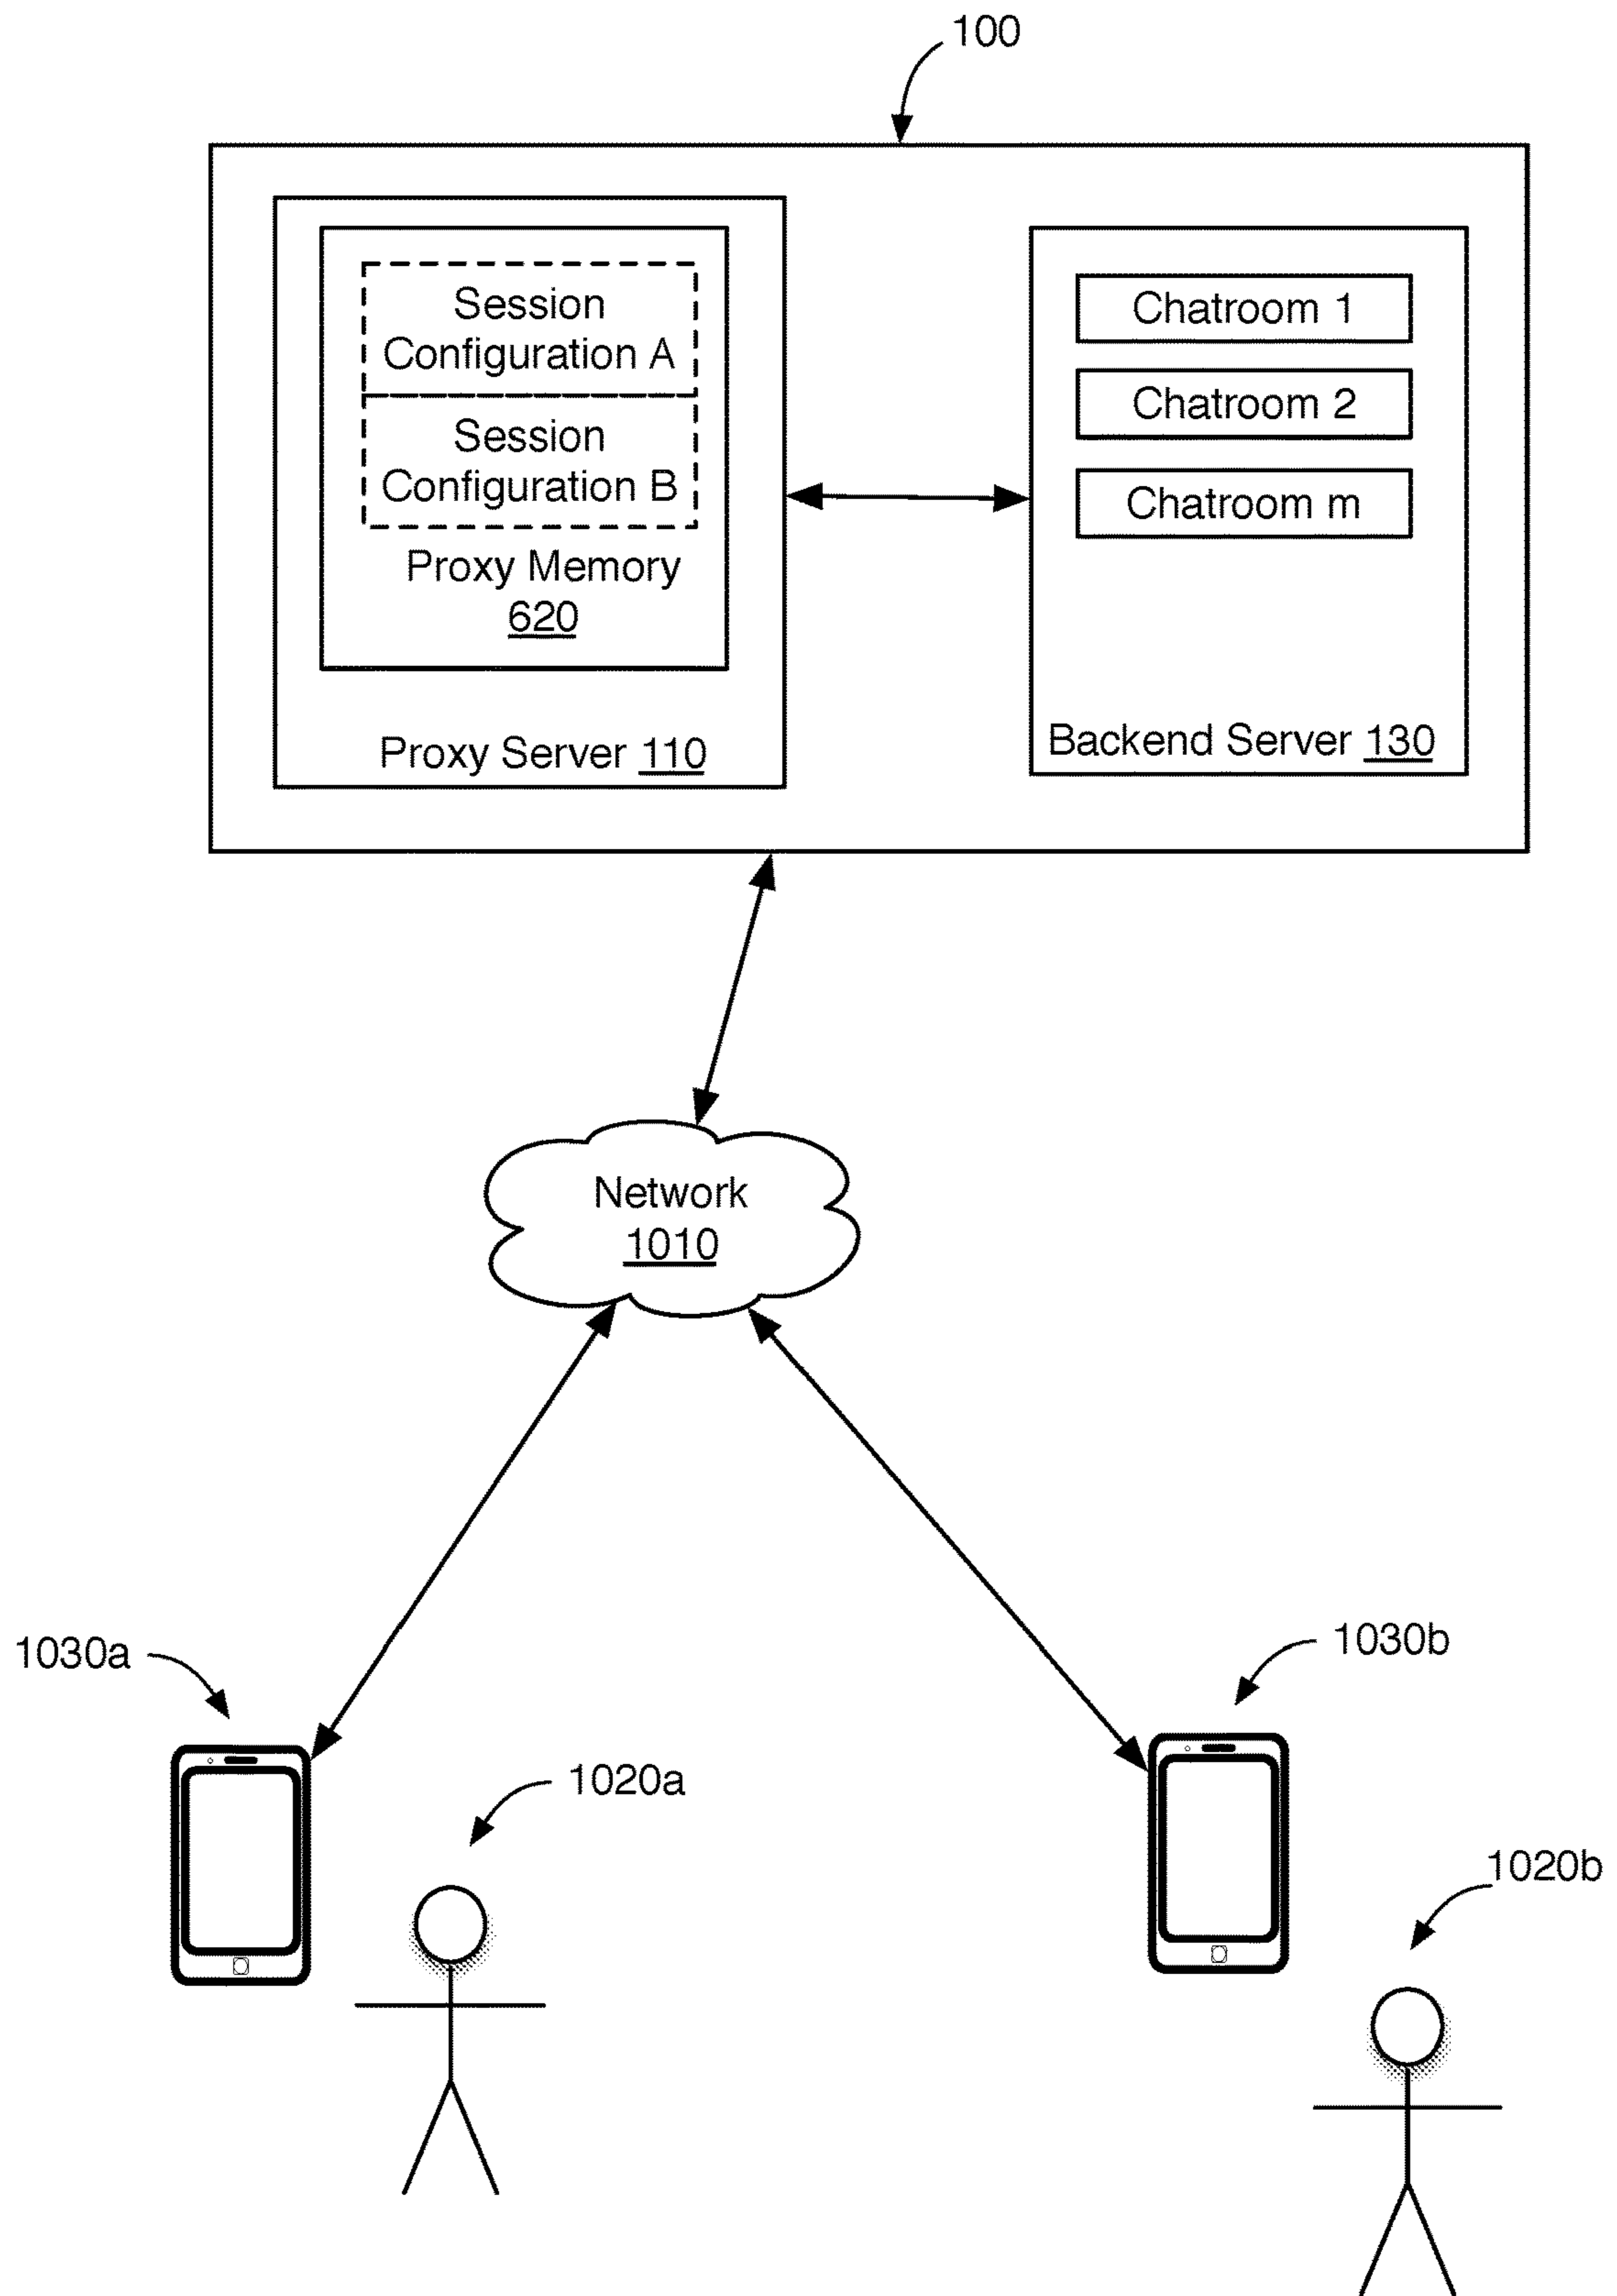 100
Session
Configuration A
Session
Configuration B
Proxy Memory
620
Proxy Server 110
Chatroom 1
Chatroom 2
Chatroom m
Backend Server 130
Network
1010
1030a
1030b
1020a
1020b